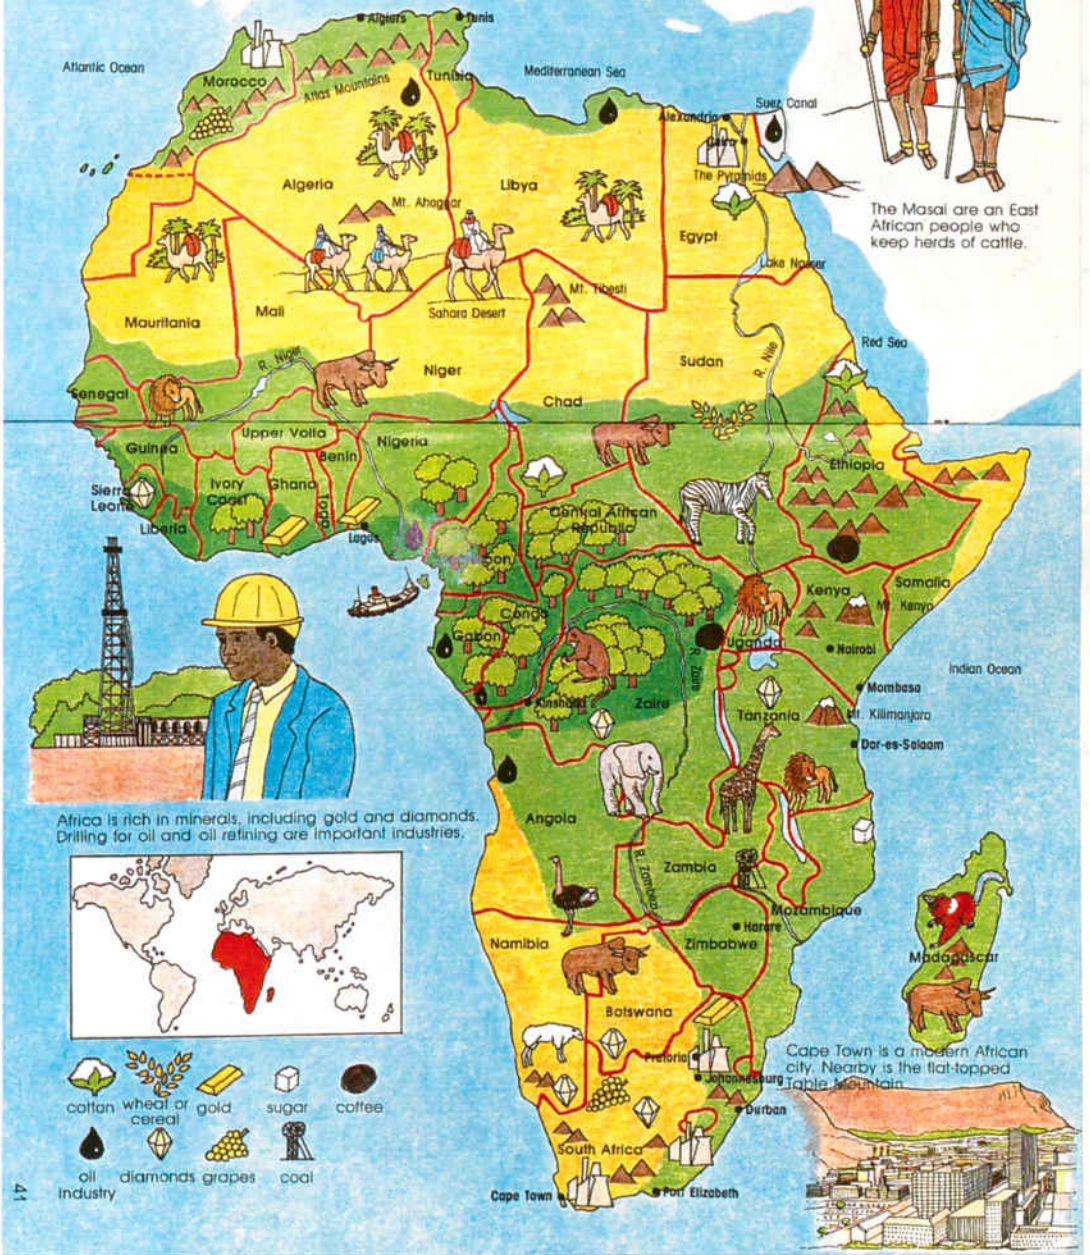 Algiers
Tunis
Atlantic Ocean
Morocco
Atlas Mountains
Tunisia
Mediterranean Sea
Suez Canal
Alexandria
Cairo
The Pyramids
Algeria
Libya
Mt. Ahaggar
Egypt
The Masai are an East
African people who
keep herds of cattle.
Lake Nasser
Mt. Tibesti
Mauritania
Mali
Sahara Desert
Niger
Sudan
R. Nile
Red Sea
R. Niger
Senegal
Chad
Guinea
Upper Volta
Nigeria
Benin
Ethiopia
Sierra
Leone
Ivory
Coast
Ghana
Togo
Liberia
Lagos
Central African
Republic
Congo
Gabon
Kenya
Somalia
Mt. Kenya
Uganda
Nairobi
Indian Ocean
Kinshasa
Zaire
R. Zaire
Mombasa
Tanzania
Mt. Kilimanjaro
Dar-es-Salaam
Africa is rich in minerals, including gold and diamonds.
Drilling for oil and oil refining are important industries.
Angola
Zambia
R. Zambezi
Mozambique
Harare
Zimbabwe
Namibia
Madagascar
Botswana
Pretoria
Johannesburg
Durban
Cape Town is a modern African
city. Nearby is the flat-topped
Table Mountain
South Africa
Cape Town
Port Elizabeth
cotton
wheat or
cereal
gold
sugar
coffee
oil
industry
diamonds
grapes
coal
41